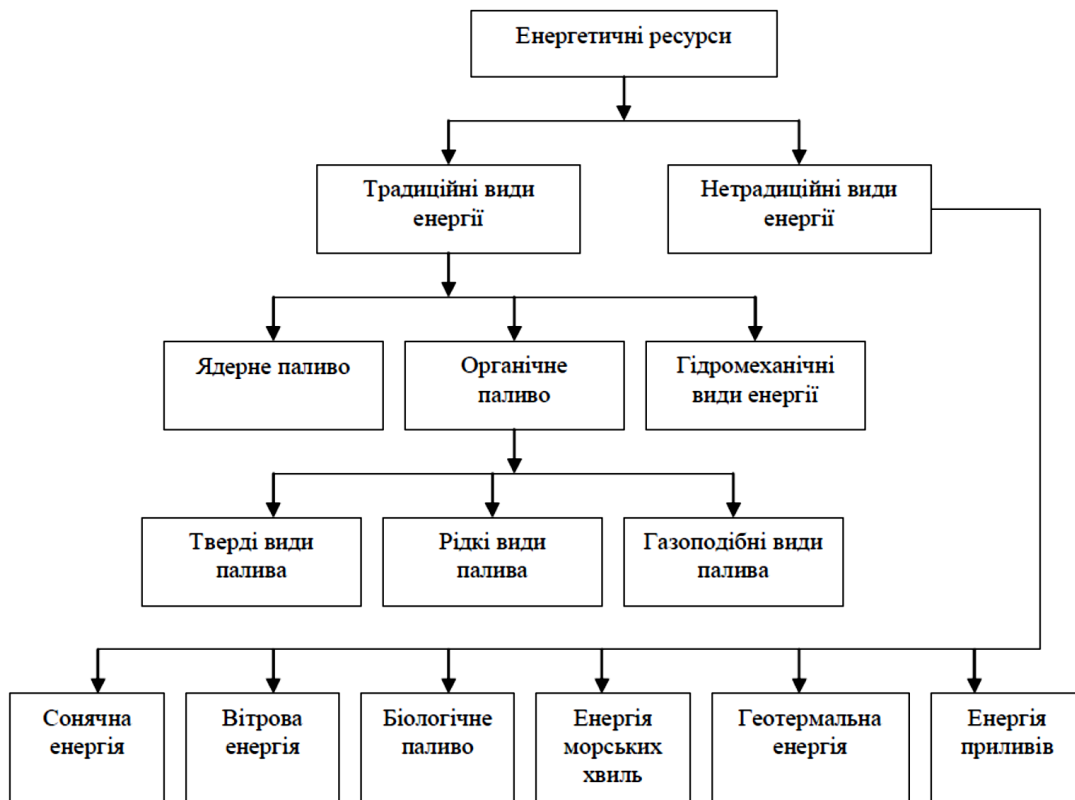 Енергетичні ресурси
Традиційні види
енергії
Нетрадиційні види
енергії
Ядерне паливо
Органічне
паливо
Гідромеханічні
види енергії
Тверді види
палива
Рідкі види
палива
Газоподібні види
палива
Сонячна
енергія
Вітрова
енергія
Біологічне
паливо
Енергія
морських
хвиль
Геотермальна
енергія
Енергія
приливів